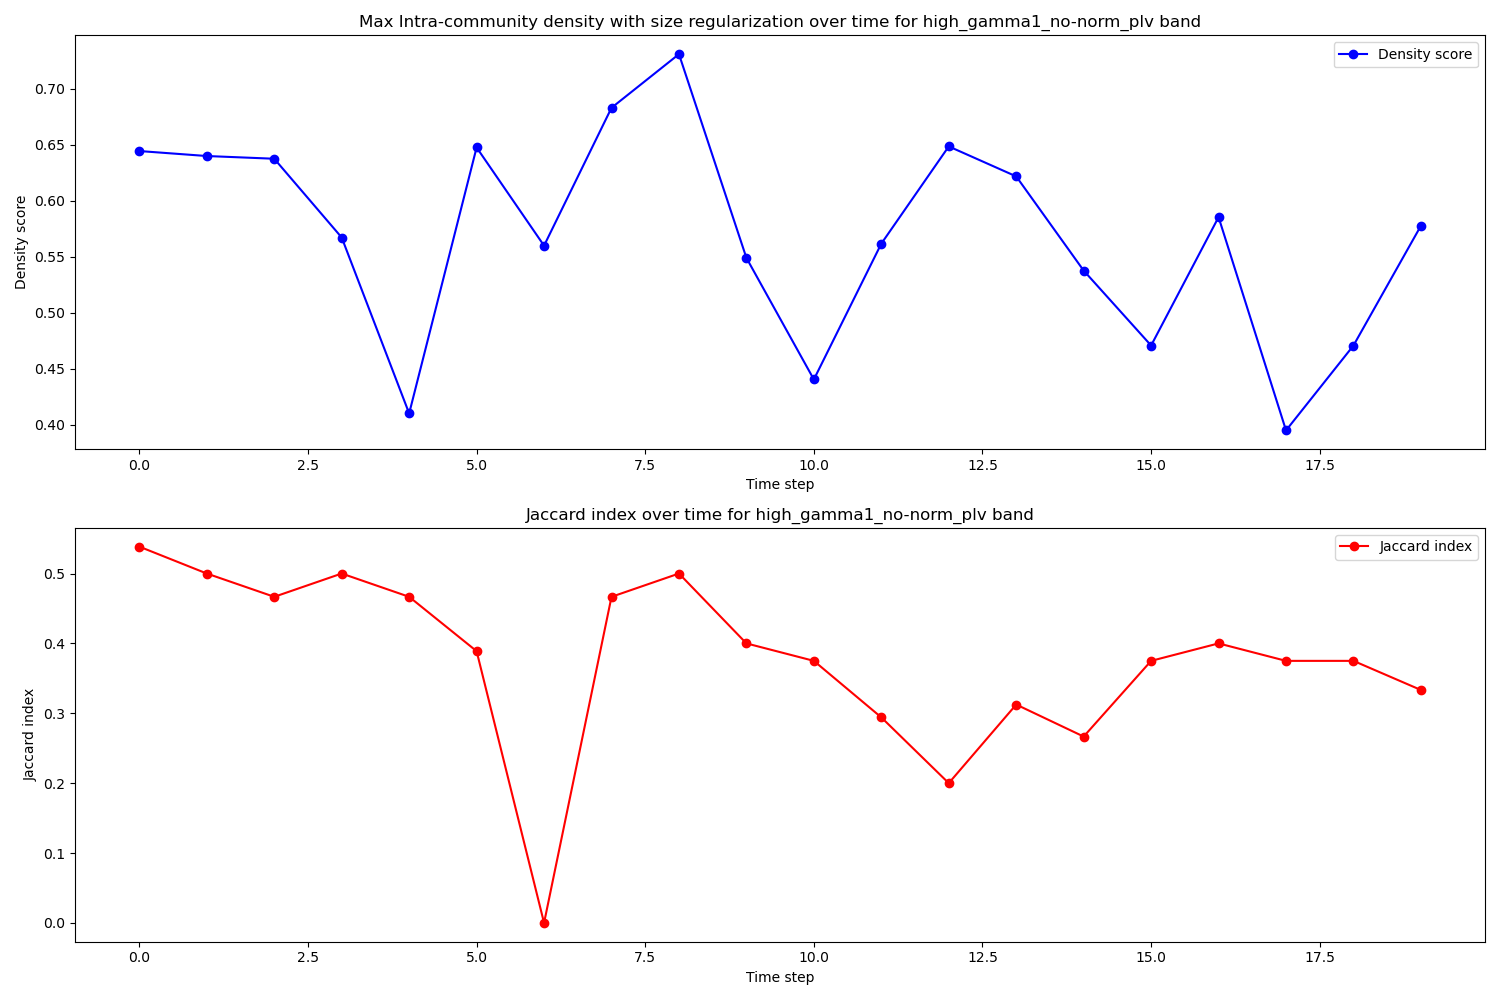 Max Intra-community density with size regularization over time for high_gamma1_no-norm_plv band
Density score
Density score
0.70
0.65
0.60
0.55
0.50
0.45
0.40
0.0 2.5 5.0 7.5 10.0 12.5 15.0 17.5
Time step
Jaccard index over time for high_gamma1_no-norm_plv band
Jaccard index
Jaccard index
0.5
0.4
0.3
0.2
0.1
0.0
0.0 2.5 5.0 7.5 10.0 12.5 15.0 17.5
Time step